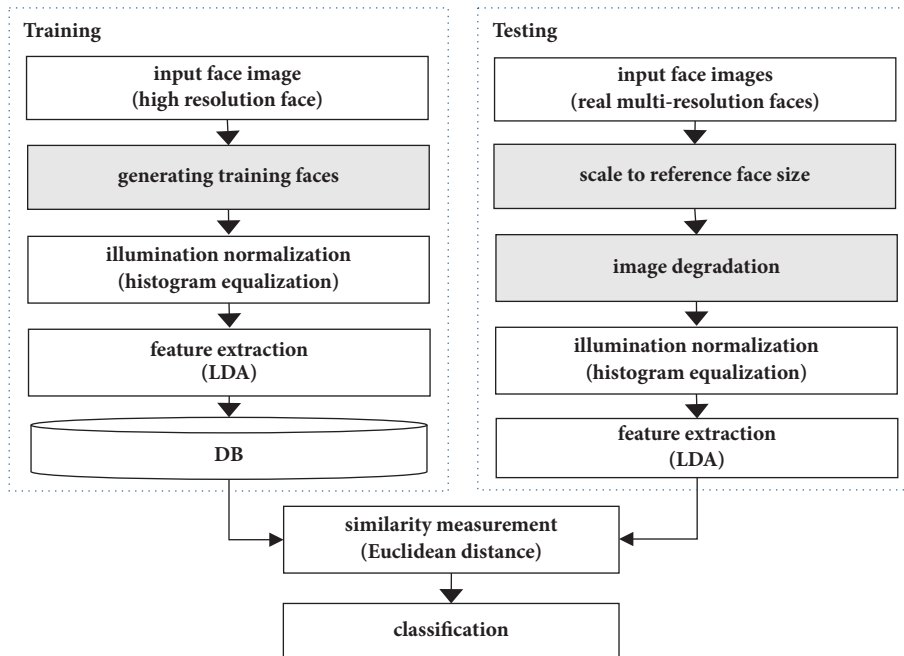 Training
input face image
(high resolution face)
generating training faces
illumination normalization
(histogram equalization)
feature extraction
(LDA)
DB
Testing
input face images
(real multi-resolution faces)
scale to reference face size
image degradation
illumination normalization
(histogram equalization)
feature extraction
(LDA)
similarity measurement
(Euclidean distance)
classification